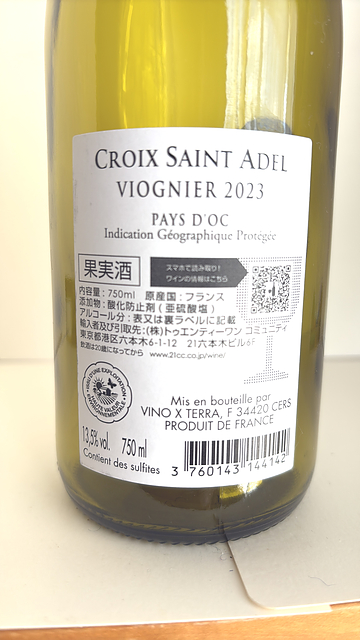 CROIX SAINT ADEL
VIOGNIER 2023
PAYS D'OC
Indication Géographique Protégée
果実酒
スマホで読み取り!
ワインの情報はこちら
内容量：750ml 原産国：フランス
添加物：酸化防止剤（亜硫酸塩）
アルコール分：表又は裏ラベルに記載
輸入者及び引取先：(株)トゥエンティーワン コミュニティ
東京都港区六本木6-1-12 21六本木ビル6F
飲酒は20歳になってから www.21cc.co.jp/wine/
HAUTE VALEUR
ENVIRONNEMENTALE
Mis en bouteille par
VINO X TERRA, F 34420 CERS
PRODUIT DE FRANCE
13,5% vol. 750 ml
Contient des sulfites
3 760143 144142